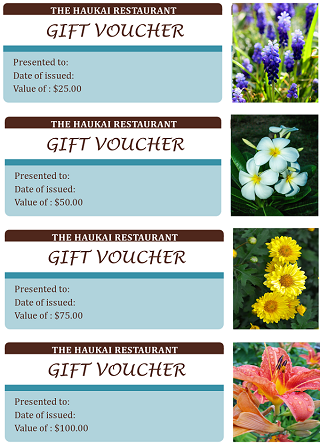 THE HAUKAI RESTAURANT
GIFT VOUCHER
Presented to:
Date of issued:
Value of : $25.00
THE HAUKAI RESTAURANT
GIFT VOUCHER
Presented to:
Date of issued:
Value of : $50.00
THE HAUKAI RESTAURANT
GIFT VOUCHER
Presented to:
Date of issued:
Value of : $75.00
THE HAUKAI RESTAURANT
GIFT VOUCHER
Presented to:
Date of issued:
Value of : $100.00